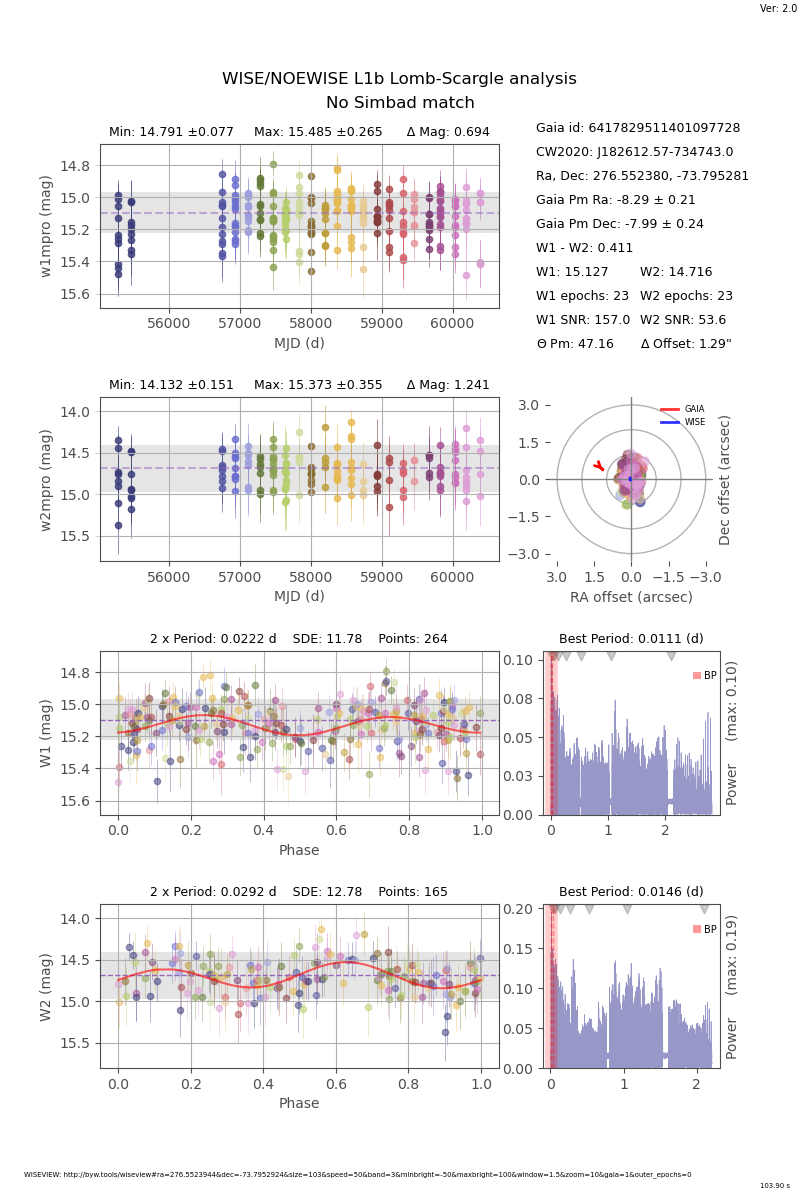 Ver: 2.0
WISE/NOEWISE L1b Lomb-Scargle analysis
No Simbad match
Min: 14.791 ±0.077 Max: 15.485 ±0.265 Δ Mag: 0.694
w1mpro (mag)
14.8
15.0
15.2
15.4
15.6
56000 57000 58000 59000 60000
MJD (d)
Gaia id: 6417829511401097728
CW2020: J182612.57-734743.0
Ra, Dec: 276.552380, -73.795281
Gaia Pm Ra: -8.29 ± 0.21
Gaia Pm Dec: -7.99 ± 0.24
W1 - W2: 0.411
W1: 15.127 W2: 14.716
W1 epochs: 23 W2 epochs: 23
W1 SNR: 157.0 W2 SNR: 53.6
Θ Pm: 47.16 Δ Offset: 1.29"
Min: 14.132 ±0.151 Max: 15.373 ±0.355 Δ Mag: 1.241
w2mpro (mag)
14.0
14.5
15.0
15.5
56000 57000 58000 59000 60000
MJD (d)
3.0
1.5
0.0
−1.5
−3.0
GAIA
WISE
Dec offset (arcsec)
3.0 1.5 0.0 −1.5 −3.0
RA offset (arcsec)
2 x Period: 0.0222 d SDE: 11.78 Points: 264
W1 (mag)
14.8
15.0
15.2
15.4
15.6
0.0 0.2 0.4 0.6 0.8 1.0
Phase
Best Period: 0.0111 (d)
0.10
0.08
0.05
0.03
0.00
BP
Power (max: 0.10)
0 1 2
2 x Period: 0.0292 d SDE: 12.78 Points: 165
W2 (mag)
14.0
14.5
15.0
15.5
0.0 0.2 0.4 0.6 0.8 1.0
Phase
Best Period: 0.0146 (d)
0.20
0.15
0.10
0.05
0.00
BP
Power (max: 0.19)
0 1 2
WISEVIEW: http://byw.tools/wiseview#ra=276.5523944&dec=-73.7952924&size=103&speed=50&band=3&minbright=-50&maxbright=100&window=1.5&zoom=10&gaia=1&outer_epochs=0
103.90 s